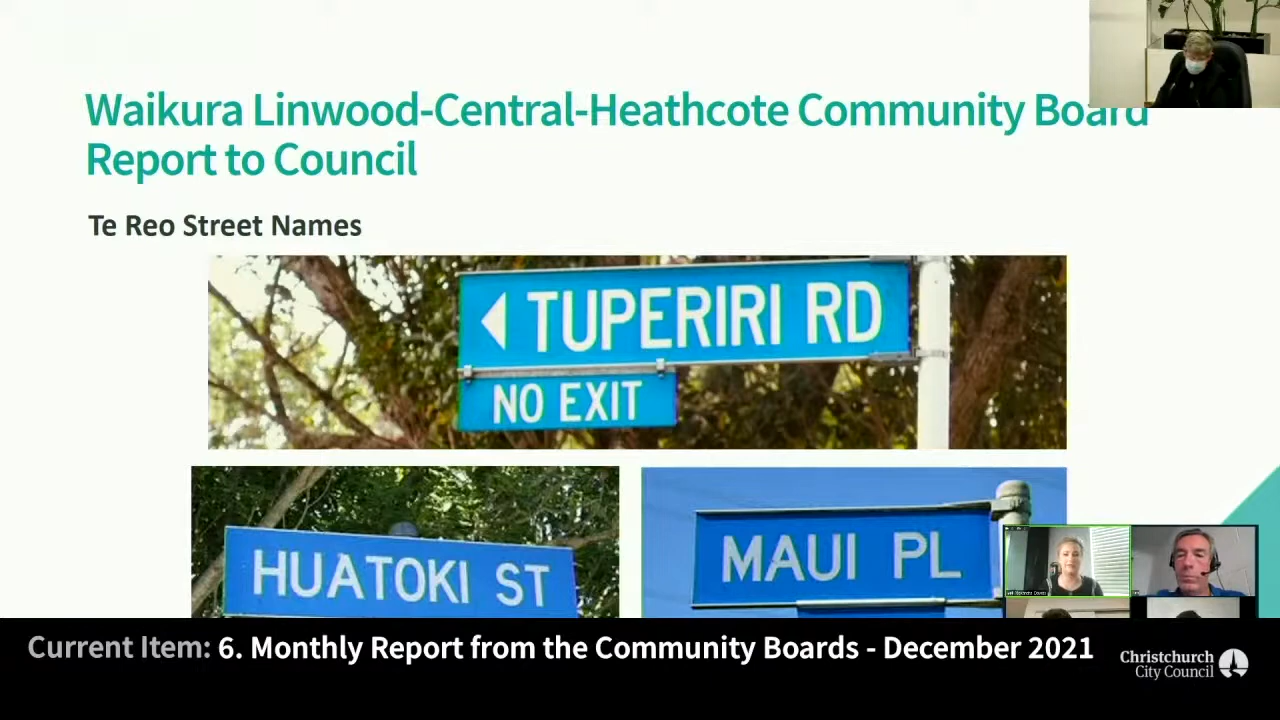 Waikura Linwood-Central-Heathcote Community Board
Report to Council
Te Reo Street Names
TUPERIRI RD
NO EXIT
HUATOKI ST
MAUI PL
Current Item: 6. Monthly Report from the Community Boards - December 2021
Christchurch
City Council